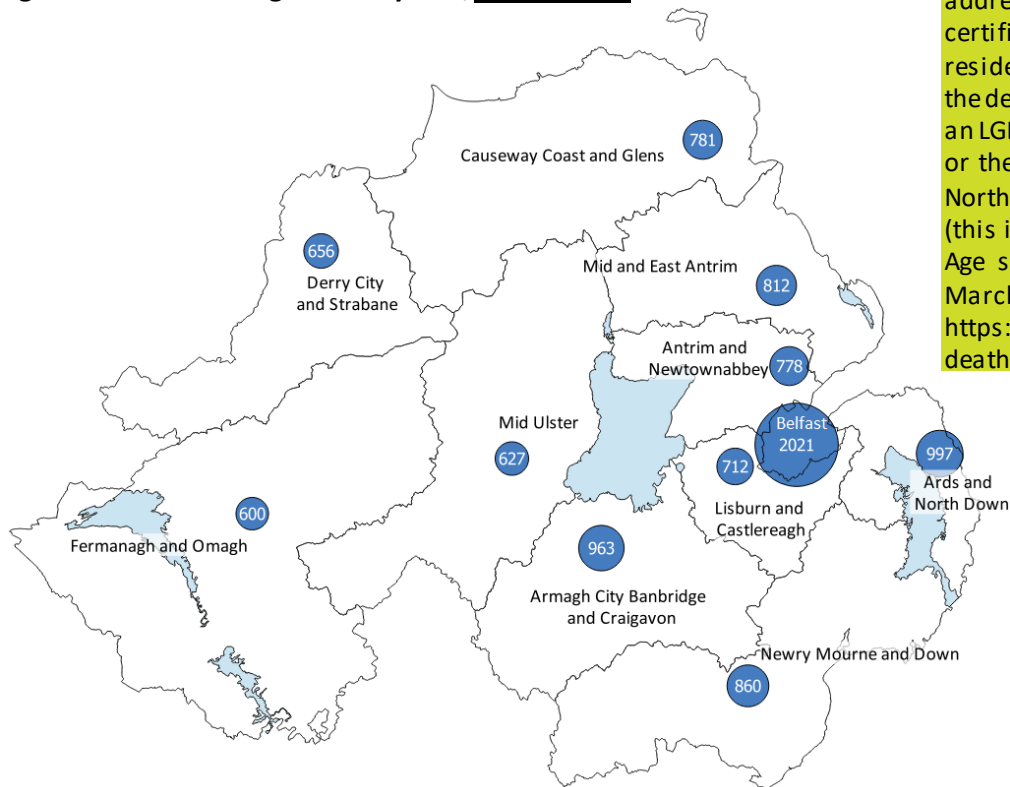 781
Causeway Coast and Glens
656
Derry City
and Strabane
Mid and East Antrim
812
Antrim and
Newtownabbey
778
Mid Ulster
627
Belfast
2021
712
Lisburn and
Castlereagh
997
Ards and
North Down
600
Fermanagh and Omagh
963
Armagh City Banbridge
and Craigavon
Newry Mourne and Down
860
certifi
reside
the de
an LG
or the
North
(this i
Age s
March
https:
death